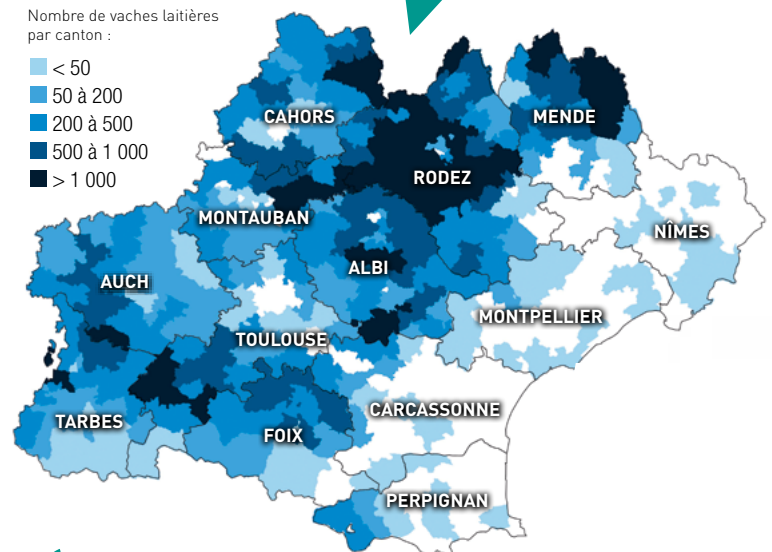 Nombre de vaches laitières
par canton :
< 50
50 à 200
200 à 500
500 à 1 000
> 1 000
CAHORS
MENDE
RODEZ
MONTAUBAN
NÎMES
ALBI
AUCH
MONTPELLIER
TOULOUSE
CARCASSONNE
TARBES
FOIX
PERPIGNAN